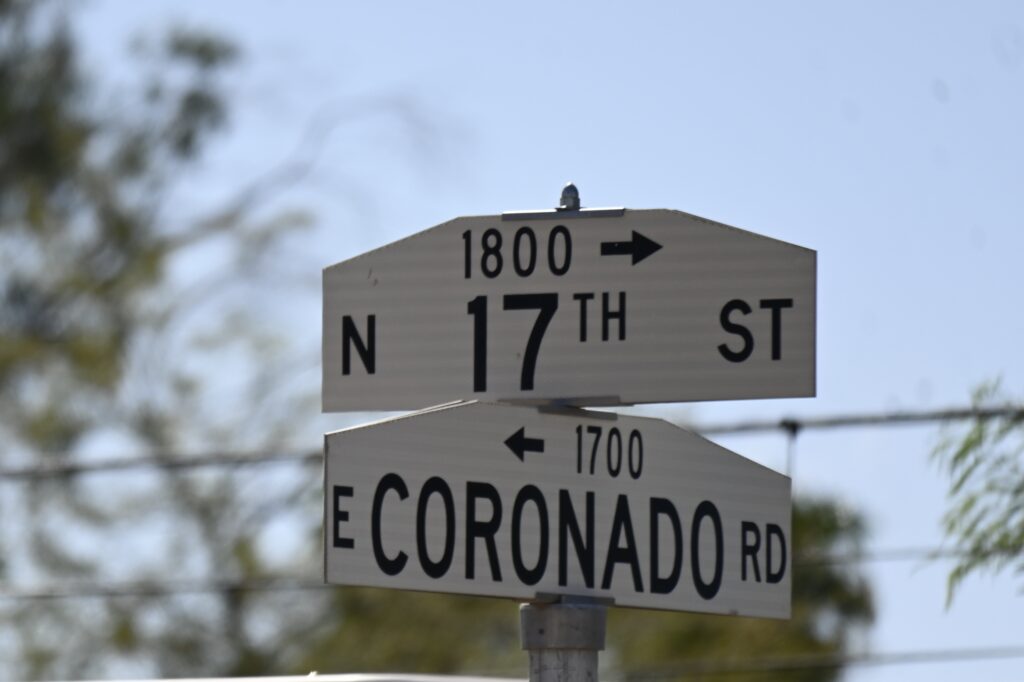 1800 →
N 17TH ST
← 1700
E CORONADO RD